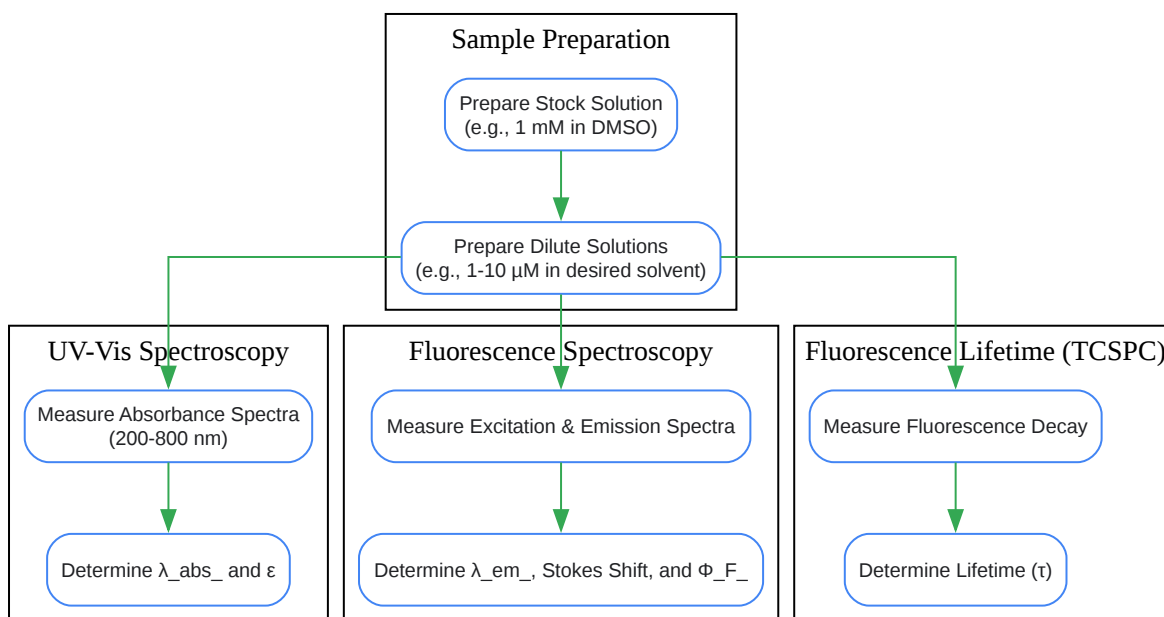 Sample Preparation
Prepare Stock Solution
(e.g., 1 mM in DMSO)
Prepare Dilute Solutions
(e.g., 1-10 µM in desired solvent)
UV-Vis Spectroscopy
Measure Absorbance Spectra
(200-800 nm)
Determine λ_abs_ and ε
Fluorescence Spectroscopy
Measure Excitation & Emission Spectra
Determine λ_em_, Stokes Shift, and Φ_F_
Fluorescence Lifetime (TCSPC)
Measure Fluorescence Decay
Determine Lifetime (τ)